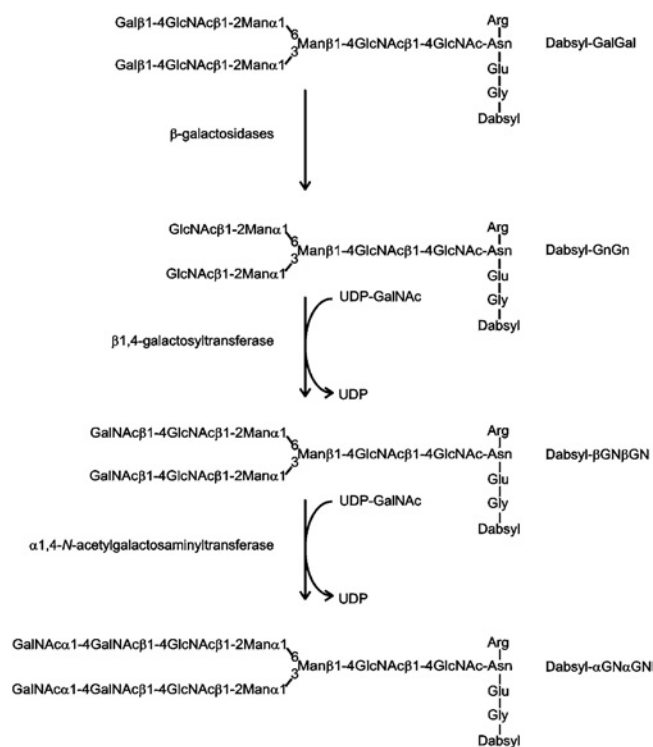 Arg
Galβ1-4GlcNAcβ1-2Manα1
6
Manβ1-4GlcNAcβ1-4GlcNAc-Asn Dabsyl-GalGal
3
Galβ1-4GlcNAcβ1-2Manα1
Glu
Gly
Dabsyl
β-galactosidases
Arg
GlcNAcβ1-2Manα1
6
Manβ1-4GlcNAcβ1-4GlcNAc-Asn Dabsyl-GnGn
3
GlcNAcβ1-2Manα1
Glu
Gly
Dabsyl
UDP-GalNAc
β1,4-galactosyltransferase
UDP
Arg
GalNAcβ1-4GlcNAcβ1-2Manα1
6
Manβ1-4GlcNAcβ1-4GlcNAc-Asn Dabsyl-βGNβGN
3
GalNAcβ1-4GlcNAcβ1-2Manα1
Glu
Gly
Dabsyl
UDP-GalNAc
α1,4-N-acetylgalactosaminyltransferase
UDP
Arg
GalNAcα1-4GalNAcβ1-4GlcNAcβ1-2Manα1
6
Manβ1-4GlcNAcβ1-4GlcNAc-Asn Dabsyl-αGNαGN
3
GalNAcα1-4GalNAcβ1-4GlcNAcβ1-2Manα1
Glu
Gly
Dabsyl